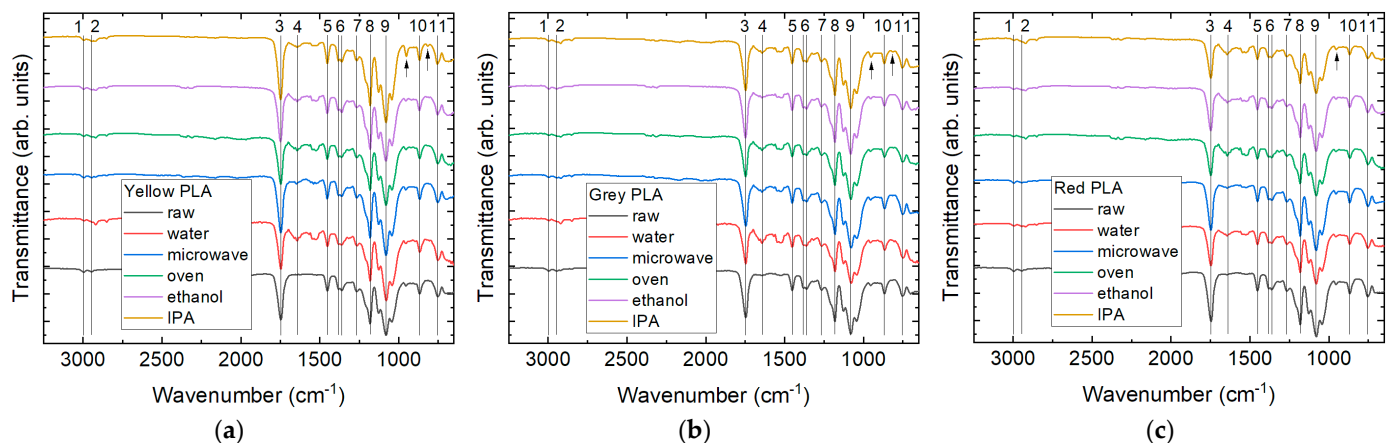 1 2 3 4 5 6 7 8 9 10 11
Transmittance (arb. units)
Yellow PLA
raw
water
microwave
oven
ethanol
IPA
3000 2500 2000 1500 1000
Wavenumber (cm-1)
(a)
1 2 3 4 5 6 7 8 9 10 11
Transmittance (arb. units)
Grey PLA
raw
water
microwave
oven
ethanol
IPA
3000 2500 2000 1500 1000
Wavenumber (cm-1)
(b)
1 2 3 4 5 6 7 8 9 10 11
Transmittance (arb. units)
Red PLA
raw
water
microwave
oven
ethanol
IPA
3000 2500 2000 1500 1000
Wavenumber (cm-1)
(c)